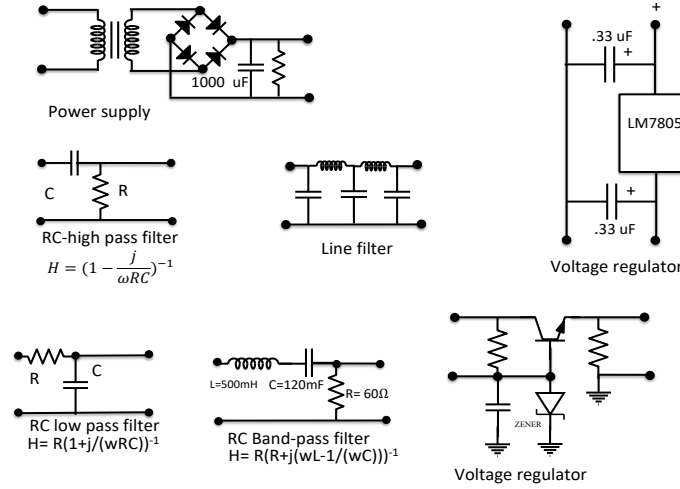 1000 uF
Power supply
+
.33 uF
+
LM7805
+
.33 uF
Voltage regulator
C
R
RC-high pass filter
H = (1 − j/ωRC)⁻¹
Line filter
R
C
RC low pass filter
H= R(1+j/(wRC))⁻¹
L=500mH
C=120mF
R= 60Ω
RC Band-pass filter
H= R(R+j(wL-1/(wC)))⁻¹
ZENER
Voltage regulator